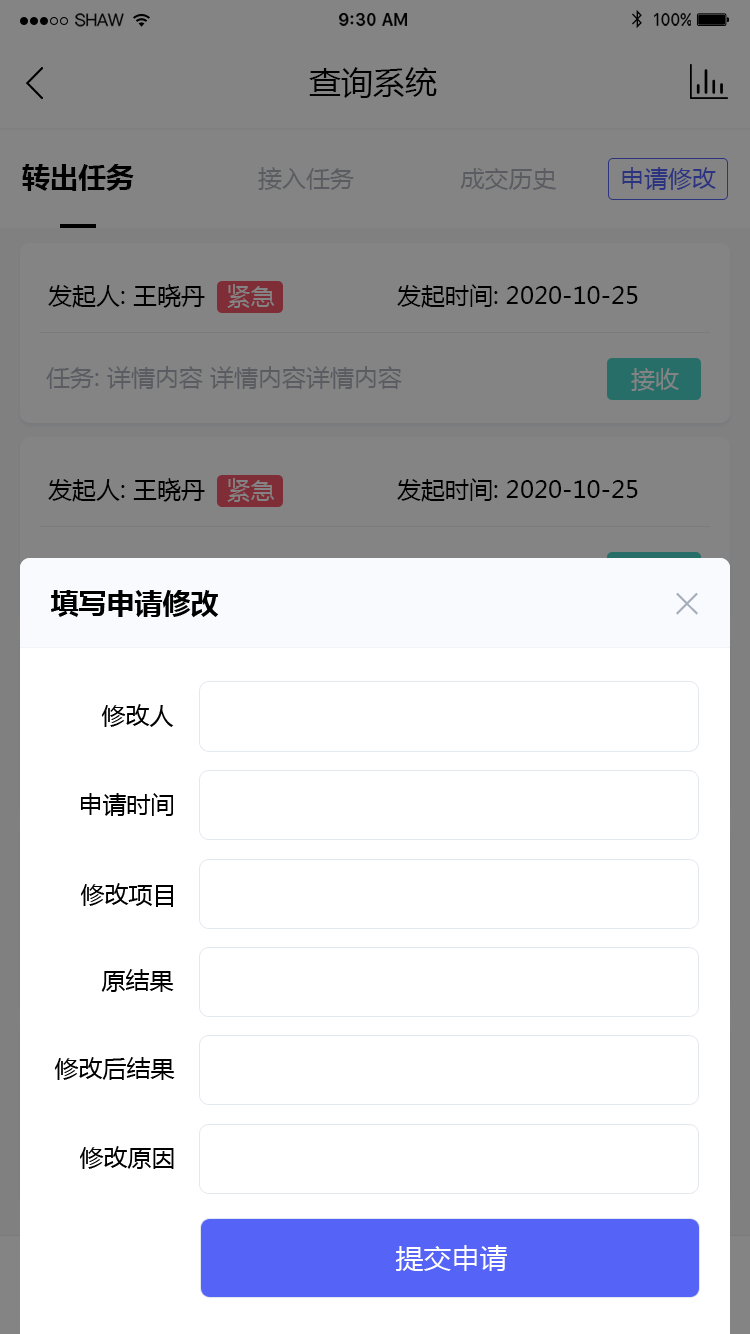 SHAW 9:30 AM 100%
查询系统
转出任务 接入任务 成交历史 申请修改
发起人: 王晓丹 紧急 发起时间: 2020-10-25
任务: 详情内容 详情内容详情内容 接收
发起人: 王晓丹 紧急 发起时间: 2020-10-25
填写申请修改
修改人
申请时间
修改项目
原结果
修改后结果
修改原因
提交申请